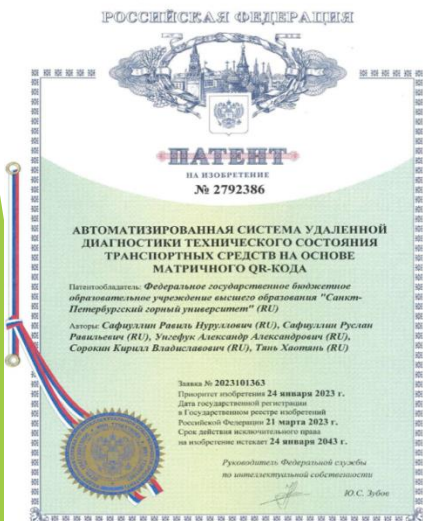 РОССИЙСКАЯ ФЕДЕРАЦИЯ
ПАТЕНТ
НА ИЗОБРЕТЕНИЕ
№ 2792386
АВТОМАТИЗИРОВАННАЯ СИСТЕМА УДАЛЕННОЙ
ДИАГНОСТИКИ ТЕХНИЧЕСКОГО СОСТОЯНИЯ
ТРАНСПОРТНЫХ СРЕДСТВ НА ОСНОВЕ
МАТРИЧНОГО QR-КОДА
Патентообладатель: Федеральное государственное бюджетное
образовательное учреждение высшего образования "Санкт-
Петербургский горный университет" (RU)
Авторы: Сафиуллин Равиль Нуруллович (RU), Сафиуллин Руслан
Равильевич (RU), Унгефук Александр Александрович (RU),
Сорокин Кирилл Владиславович (RU), Тянь Хаотянь (RU)
Заявка № 2023101363
Приоритет изобретения 24 января 2023 г.
Дата государственной регистрации
в Государственном реестре изобретений
Российской Федерации 21 марта 2023 г.
Срок действия исключительного права
на изобретение истекает 24 января 2043 г.
Руководитель Федеральной службы
по интеллектуальной собственности
Ю.С. Зубов